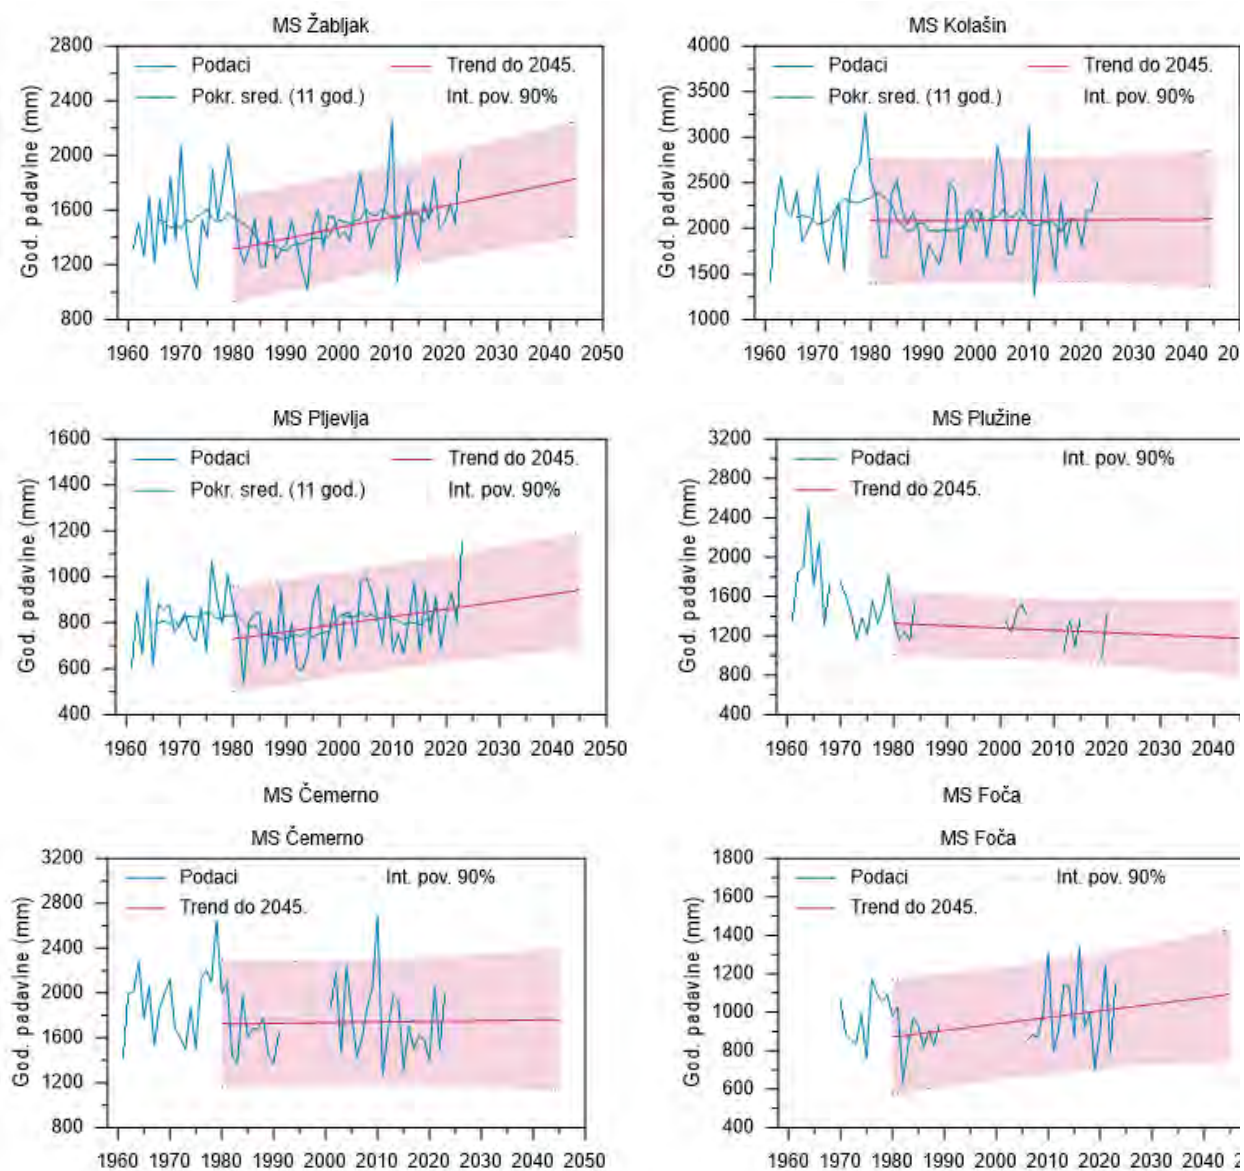 MS Žabljak
God. padavine (mm)
2800
2400
2000
1600
1200
800
Podaci
Trend do 2045.
Pokr. sred. (11 god.)
Int. pov. 90%
1960 1970 1980 1990 2000 2010 2020 2030 2040 2050
MS Kolašin
God. padavine (mm)
4000
3500
3000
2500
2000
1500
1000
Podaci
Trend do 2045.
Pokr. sred. (11 god.)
Int. pov. 90%
1960 1970 1980 1990 2000 2010 2020 2030 2040 20
MS Pljevlja
God. padavine (mm)
1600
1400
1200
1000
800
600
400
Podaci
Trend do 2045.
Pokr. sred. (11 god.)
Int. pov. 90%
1960 1970 1980 1990 2000 2010 2020 2030 2040 2050
MS Plužine
God. padavine (mm)
3200
2800
2400
2000
1600
1200
800
400
Podaci
Int. pov. 90%
Trend do 2045.
1960 1970 1980 1990 2000 2010 2020 2030 2040
MS Čemerno
MS Čemerno
God. padavine (mm)
3200
2800
2400
2000
1600
1200
800
Podaci
Int. pov. 90%
Trend do 2045.
1960 1970 1980 1990 2000 2010 2020 2030 2040 2050
MS Foča
MS Foča
God. padavine (mm)
1800
1600
1400
1200
1000
800
600
400
Podaci
Int. pov. 90%
Trend do 2045.
1960 1970 1980 1990 2000 2010 2020 2030 2040 2